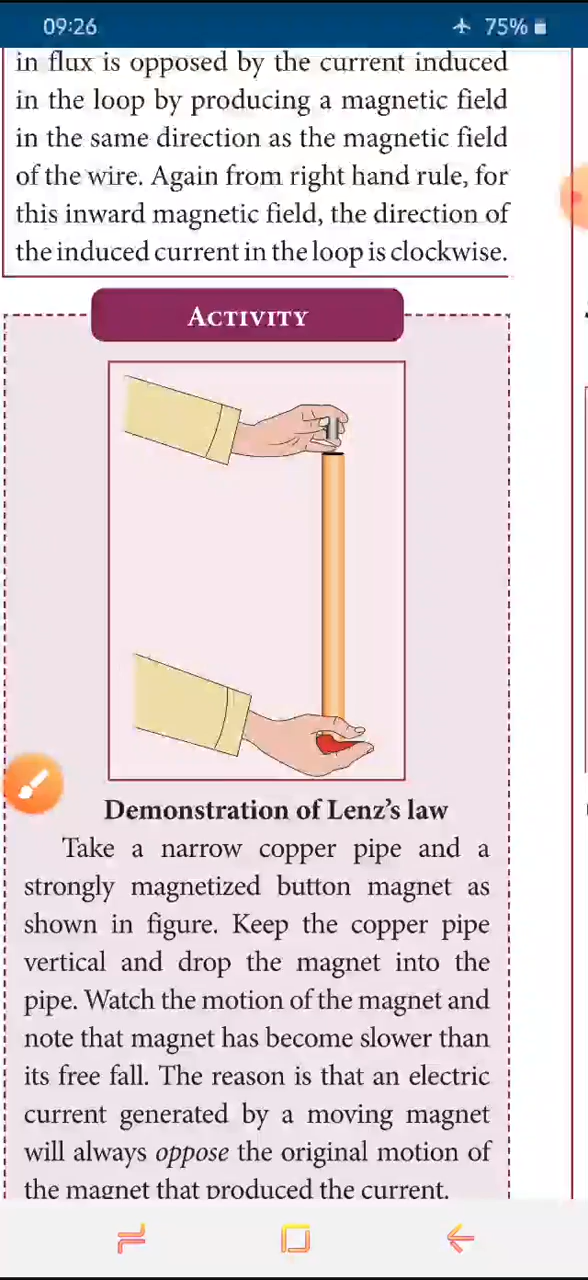 09:26
75%
in flux is opposed by the current induced
in the loop by producing a magnetic field
in the same direction as the magnetic field
of the wire. Again from right hand rule, for
this inward magnetic field, the direction of
the induced current in the loop is clockwise.
ACTIVITY
Demonstration of Lenz’s law
Take a narrow copper pipe and a
strongly magnetized button magnet as
shown in figure. Keep the copper pipe
vertical and drop the magnet into the
pipe. Watch the motion of the magnet and
note that magnet has become slower than
its free fall. The reason is that an electric
current generated by a moving magnet
will always oppose the original motion of
the magnet that produced the current.